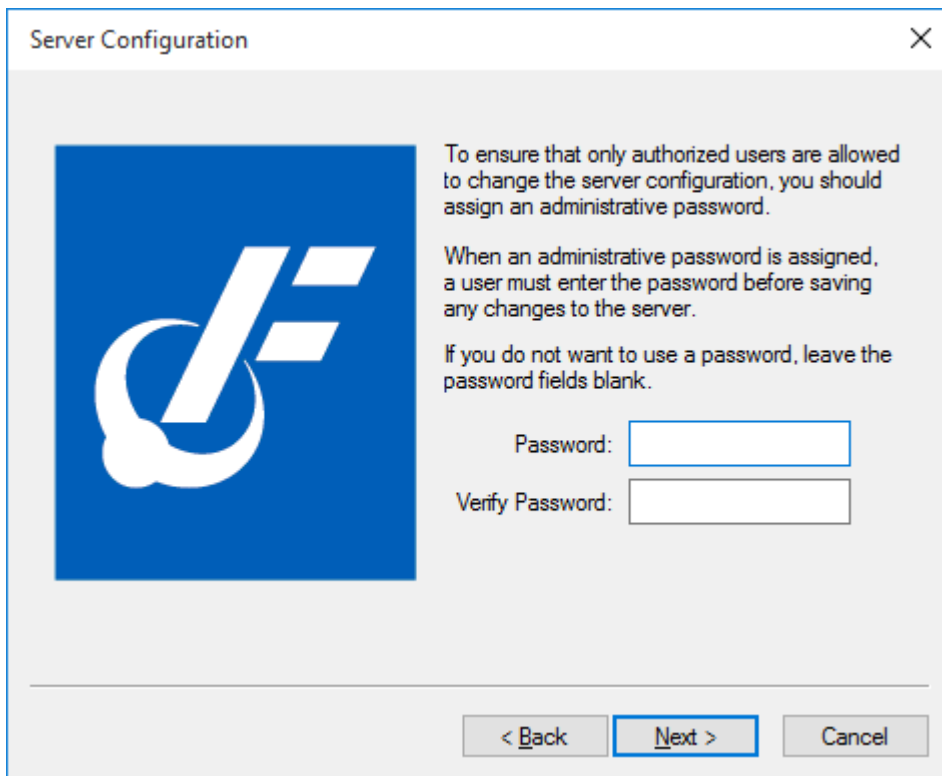 Server Configuration
To ensure that only authorized users are allowed
to change the server configuration, you should
assign an administrative password.
When an administrative password is assigned,
a user must enter the password before saving
any changes to the server.
If you do not want to use a password, leave the
password fields blank.
Password:
Verify Password:
< Back
Next >
Cancel